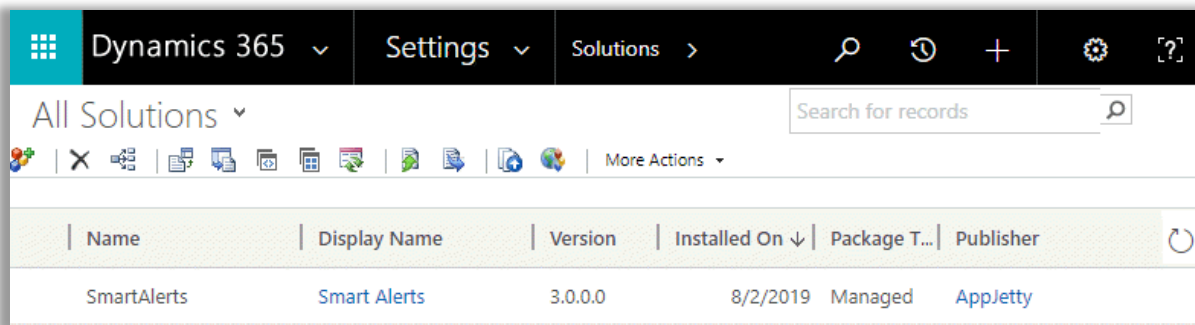 Dynamics 365 Settings Solutions
All Solutions
Search for records
More Actions
Name Display Name Version Installed On Package T... Publisher
SmartAlerts Smart Alerts 3.0.0.0 8/2/2019 Managed AppJetty